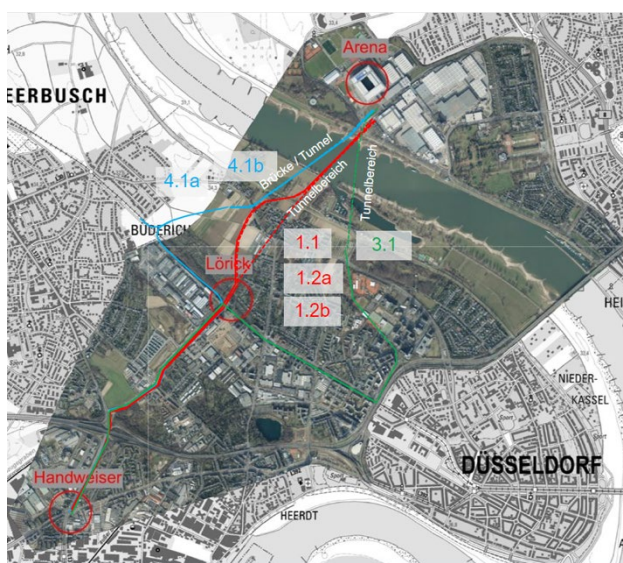 Arena
EERBUSCH
4.1b
4.1a
Brücke / Tunnel
Tunnelbereich
Tunnelbereich
BÜDERICH
1.1
3.1
Lörick
1.2a
1.2b
HEI
NIEDER-
KASSEL
Handweiser
DÜSSELDORF
HEERDT